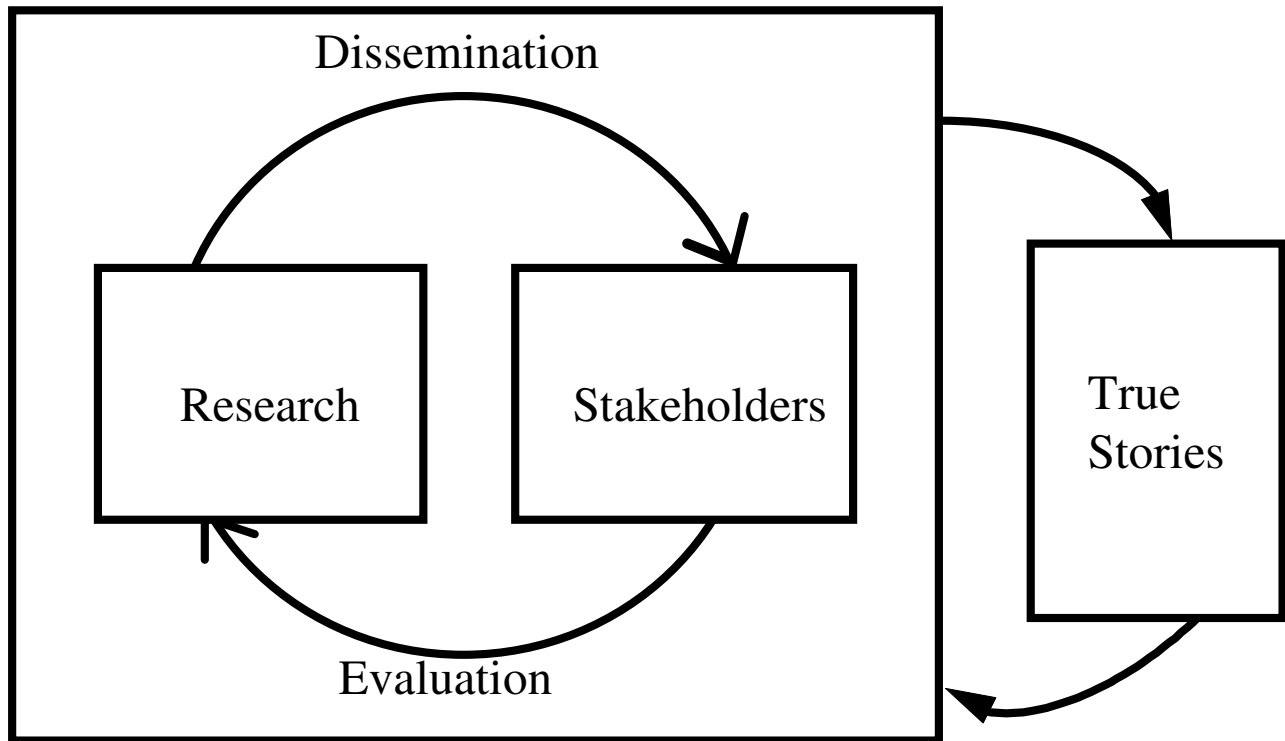 Dissemination
Research
Stakeholders
True
Stories
Evaluation